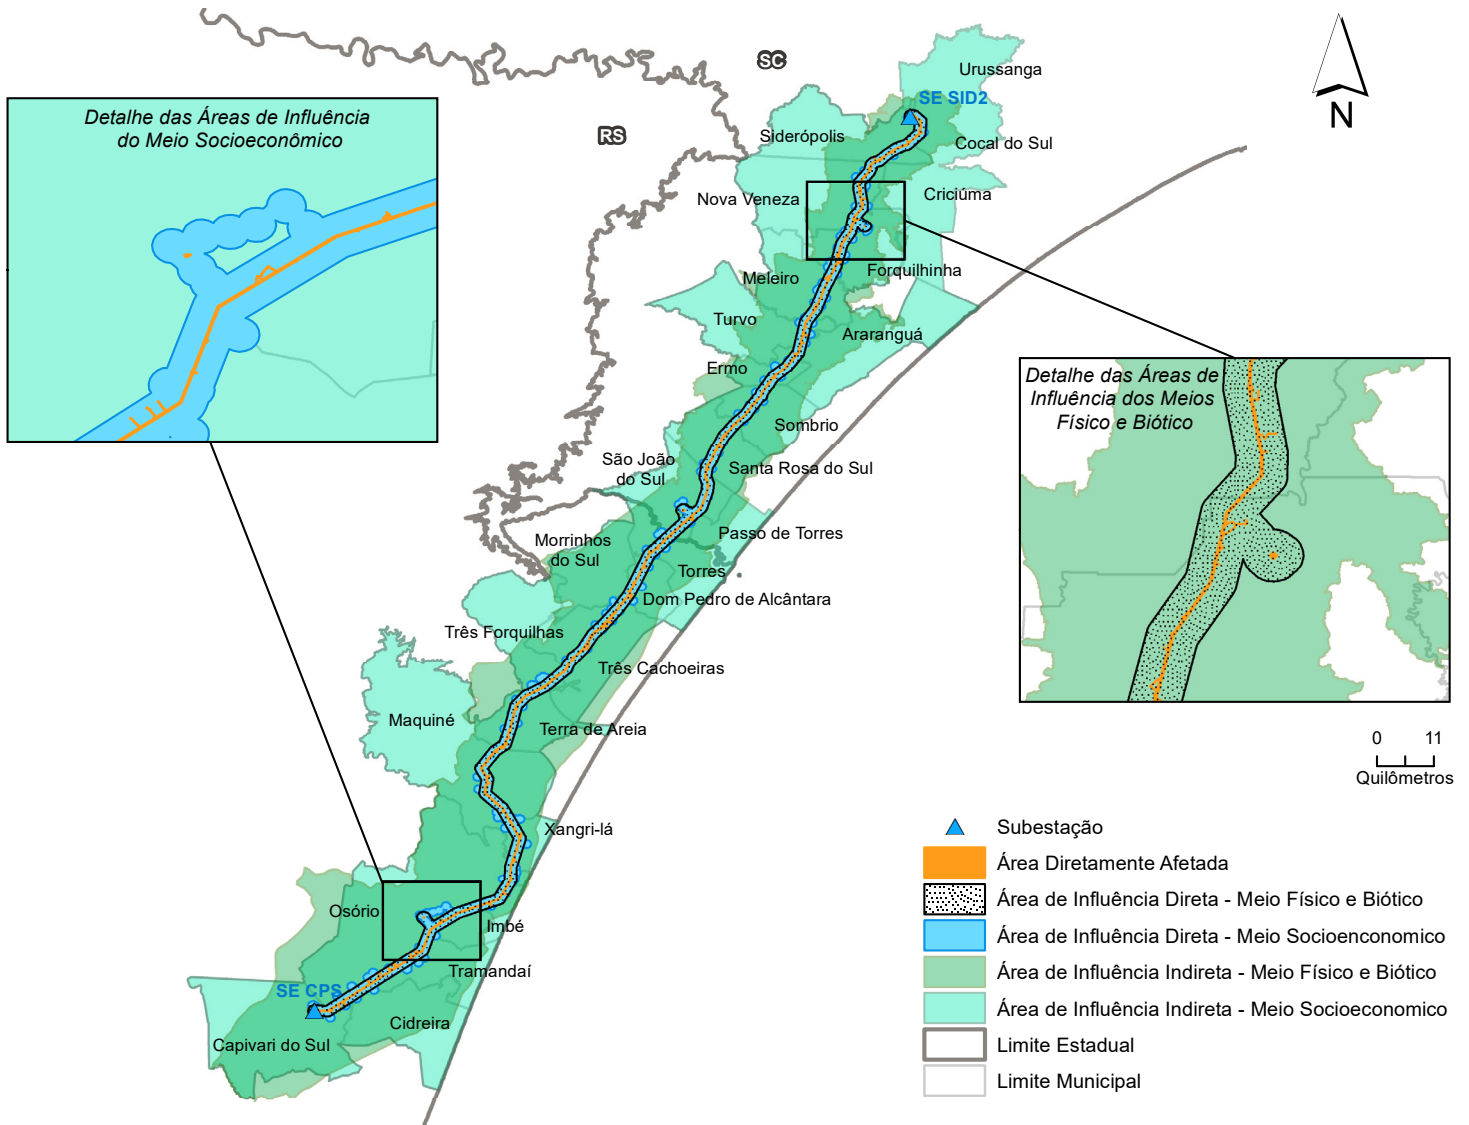 SC
RS
N
Detalhe das Áreas de Influência
do Meio Socioeconômico
Urussanga
SE SID2
Siderópolis
Cocal do Sul
Nova Veneza
Criciúma
Forquilhinha
Meleiro
Turvo
Araranguá
Ermo
Sombrio
São João
do Sul
Santa Rosa do Sul
Passo de Torres
Morrinhos
do Sul
Torres
Dom Pedro de Alcântara
Três Forquilhas
Três Cachoeiras
Maquiné
Terra de Areia
Xangri-lá
Osório
Imbé
Tramandaí
SE CPS
Cidreira
Capivari do Sul
Detalhe das Áreas de
Influência dos Meios
Físico e Biótico
0 11
Quilômetros
Subestação
Área Diretamente Afetada
Área de Influência Direta - Meio Físico e Biótico
Área de Influência Direta - Meio Socioenconomico
Área de Influência Indireta - Meio Físico e Biótico
Área de Influência Indireta - Meio Socioeconomico
Limite Estadual
Limite Municipal